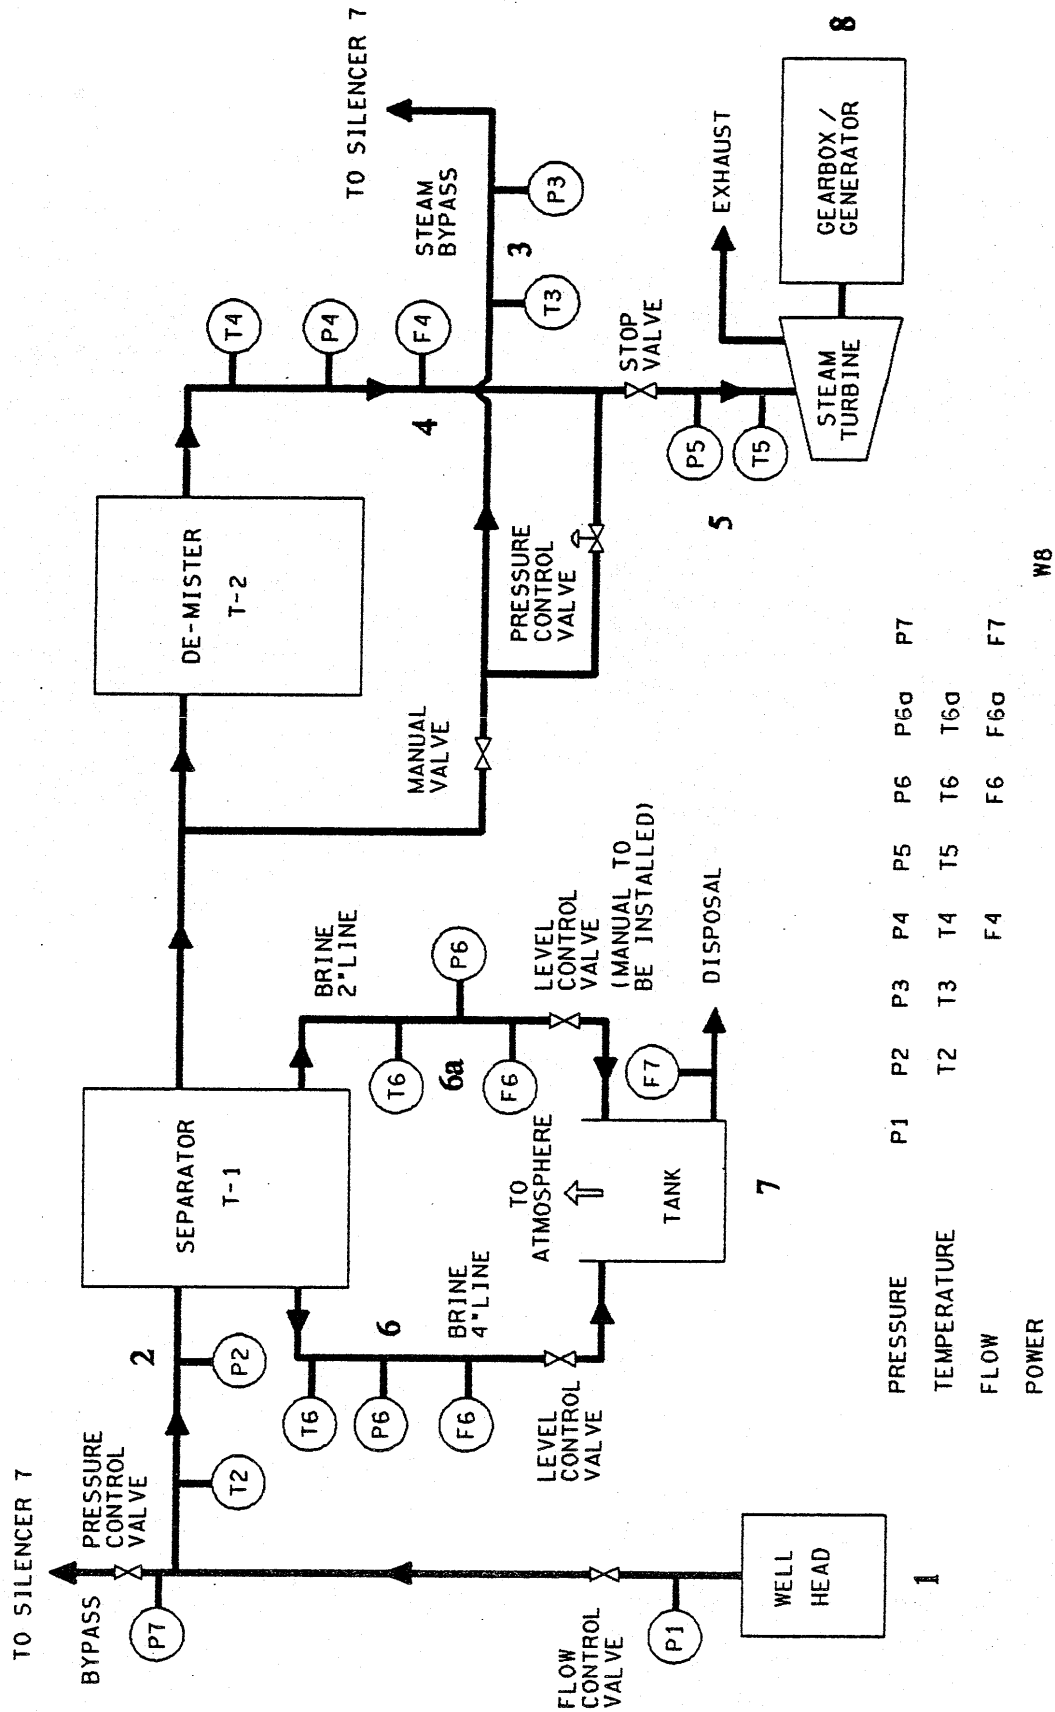 TO SILENCER 7
BYPASS
PRESSURE
CONTROL
VALVE
P7
T2
P2
2
SEPARATOR
T-1
DE-MISTER
T-2
T4
P4
F4
4
TO SILENCER 7
STEAM
BYPASS
3
P3
T3
MANUAL
VALVE
PRESSURE
CONTROL
VALVE
STOP
VALVE
P5
T5
5
EXHAUST
STEAM
TURBINE
GEARBOX/
GENERATOR
8
T6
P6
F6
6
BRINE
4"LINE
LEVEL
CONTROL
VALVE
BRINE
2"LINE
T6
P6
F6
6a
LEVEL
CONTROL
VALVE
(MANUAL TO
BE INSTALLED)
TO
ATMOSPHERE
TANK
7
F7
DISPOSAL
FLOW
CONTROL
VALVE
P1
WELL
HEAD
1
PRESSURE P1 P2 P3 P4 P5 P6 P6a P7
TEMPERATURE T2 T3 T4 T5 T6 T6a
FLOW F4 F6 F6a F7
POWER W8